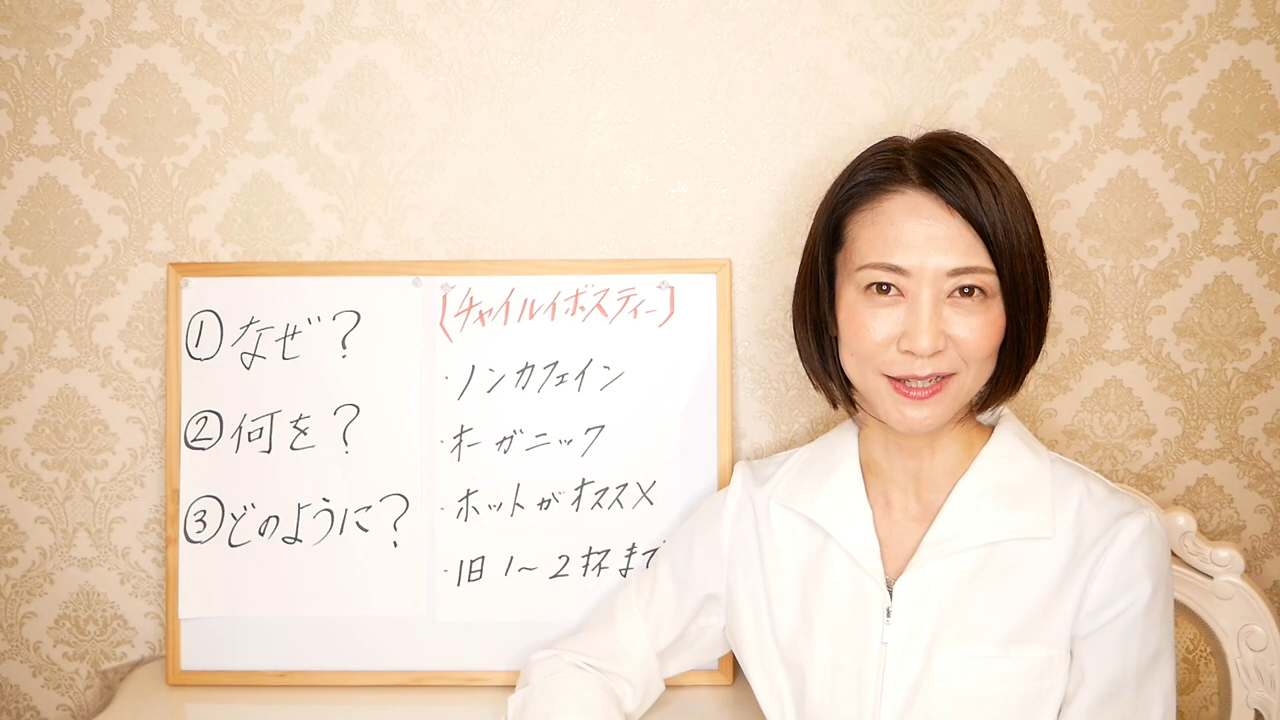 ①なぜ?
②何を?
③どのように?
[チャイルイボスティー]
・ノンカフェイン
・オーガニック
・ホットがオススメ
・1日1～2杯まで